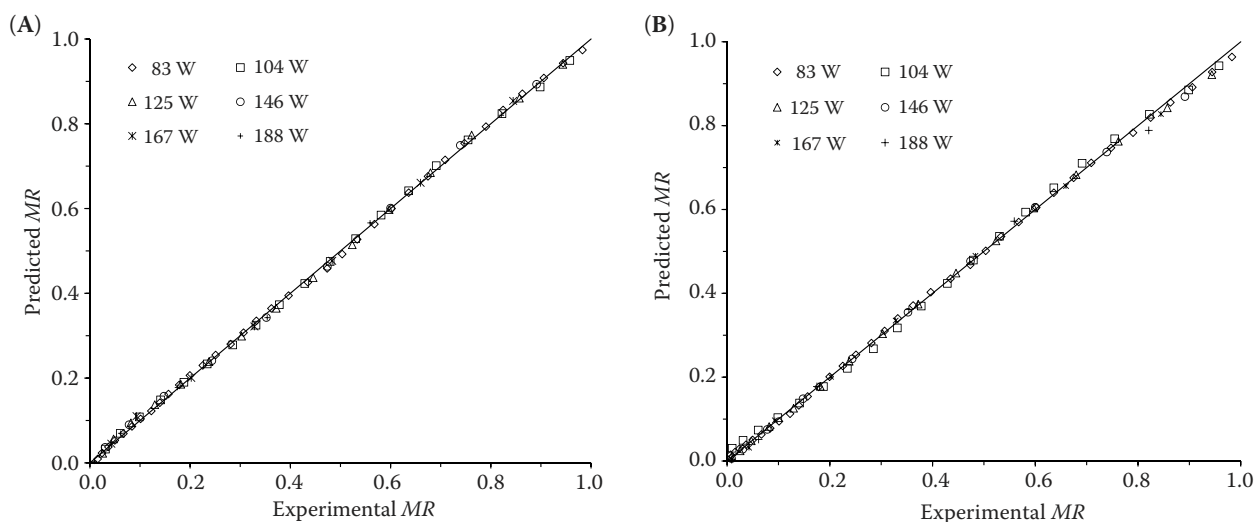 (A)
1.0
0.8
0.6
0.4
0.2
0.0
Predicted MR
83 W
104 W
125 W
146 W
167 W
188 W
0.0 0.2 0.4 0.6 0.8 1.0
Experimental MR
(B)
1.0
0.8
0.6
0.4
0.2
0.0
Predicted MR
83 W
104 W
125 W
146 W
167 W
188 W
0.0 0.2 0.4 0.6 0.8 1.0
Experimental MR